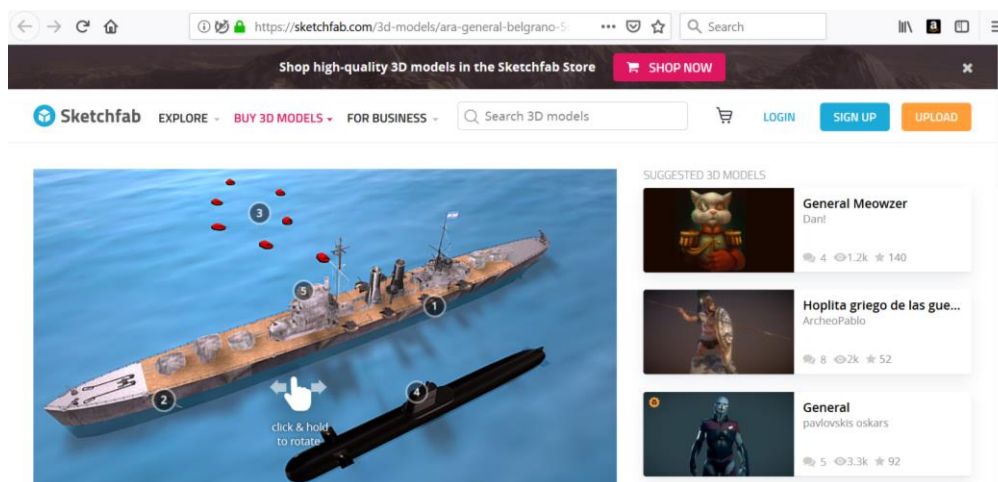 https://sketchfab.com/3d-models/ara-general-belgrano-
Search
Shop high-quality 3D models in the Sketchfab Store
SHOP NOW
Sketchfab
EXPLORE
BUY 3D MODELS
FOR BUSINESS
Search 3D models
LOGIN
SIGN UP
UPLOAD
SUGGESTED 3D MODELS
General Meowzer
Dan!
4 1.2k 140
Hoplita griego de las gue...
ArcheoPablo
8 2k 52
General
pavlovskis oskars
5 3.3k 92
3
5
1
2
4
click & hold
to rotate